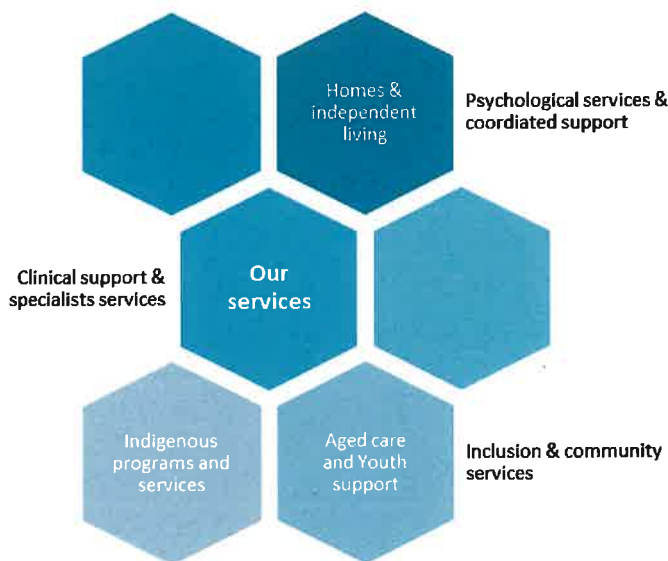 Homes &
independent
living
Psychological services &
coordiated support
Clinical support &
specialists services
Our
services
Indigenous
programs and
services
Aged care
and Youth
support
Inclusion & community
services